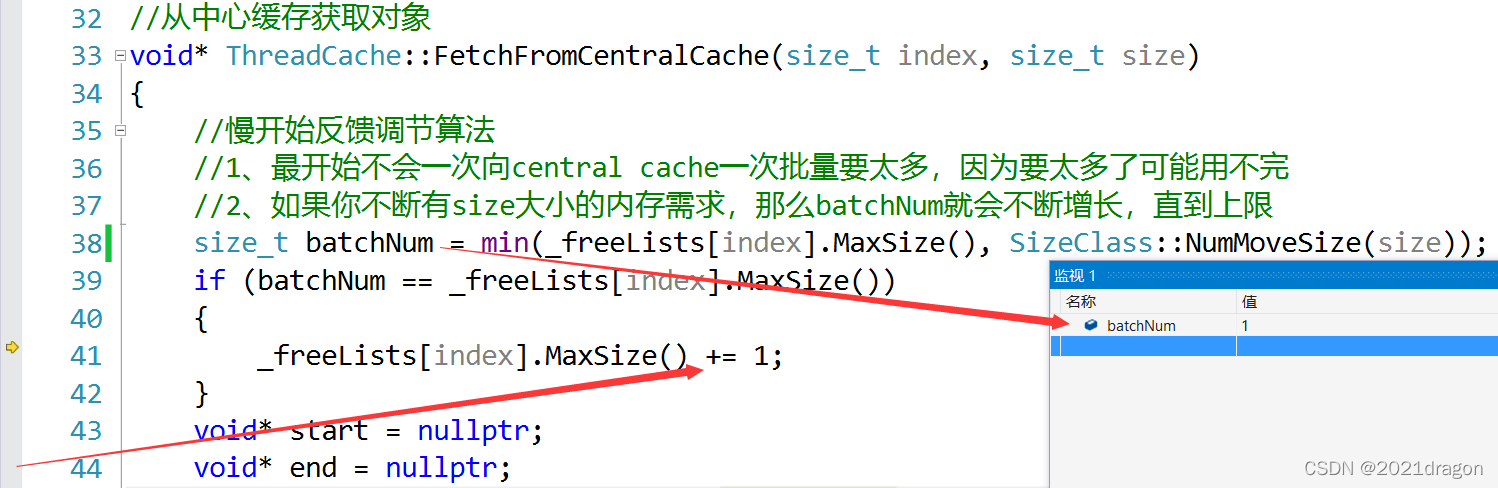 32 //从中心缓存获取对象
33 void* ThreadCache::FetchFromCentralCache(size_t index, size_t size)
34 {
35 //慢开始反馈调节算法
36 //1、最开始不会一次向central cache一次批量要太多，因为要太多了可能用不完
37 //2、如果你不断有size大小的内存需求，那么batchNum就会不断增长，直到上限
38 size_t batchNum = min(_freeLists[index].MaxSize(), SizeClass::NumMoveSize(size));
39 if (batchNum == _freeLists[index].MaxSize())
40 {
41 _freeLists[index].MaxSize() += 1;
42 }
43 void* start = nullptr;
44 void* end = nullptr;
监视 1
名称 值
batchNum 1
CSDN @2021dragon